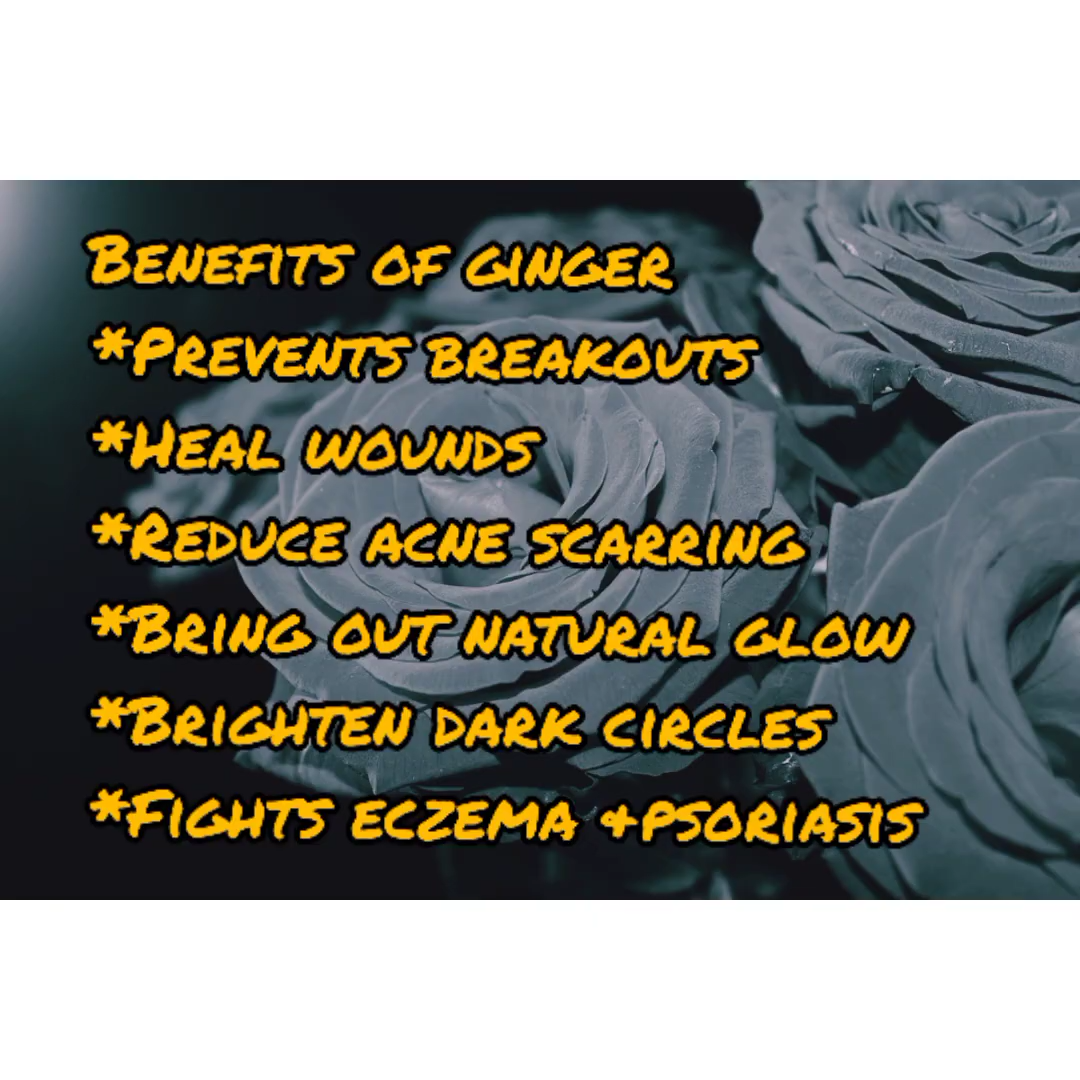 Benefits of ginger
*Prevents breakouts
*Heal wounds
*Reduce acne scarring
*Bring out natural glow
*Brighten dark circles
*Fights eczema &psoriasis